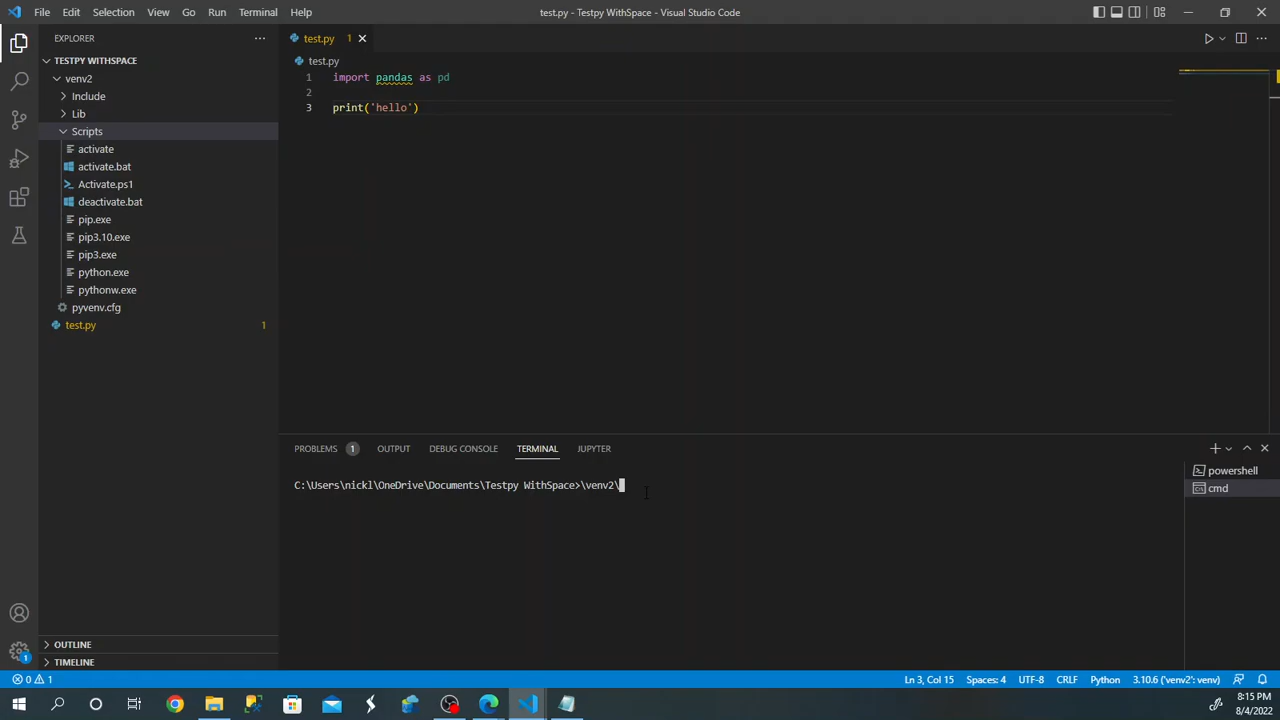 File Edit Selection View Go Run Terminal Help
test.py - Testpy WithSpace - Visual Studio Code
EXPLORER
TESTPY WITHSPACE
venv2
Include
Lib
Scripts
activate
activate.bat
Activate.ps1
deactivate.bat
pip.exe
pip3.10.exe
pip3.exe
python.exe
pythonw.exe
pyvenv.cfg
test.py 1
OUTLINE
TIMELINE
test.py 1
test.py
1 import pandas as pd
2
3 print('hello')
PROBLEMS 1 OUTPUT DEBUG CONSOLE TERMINAL JUPYTER
C:\Users\nickl\OneDrive\Documents\Testpy WithSpace>\venv2\
powershell
cmd
1
0 1
Ln 3, Col 15 Spaces: 4 UTF-8 CRLF Python 3.10.6 ('venv2': venv)
8:15 PM
8/4/2022